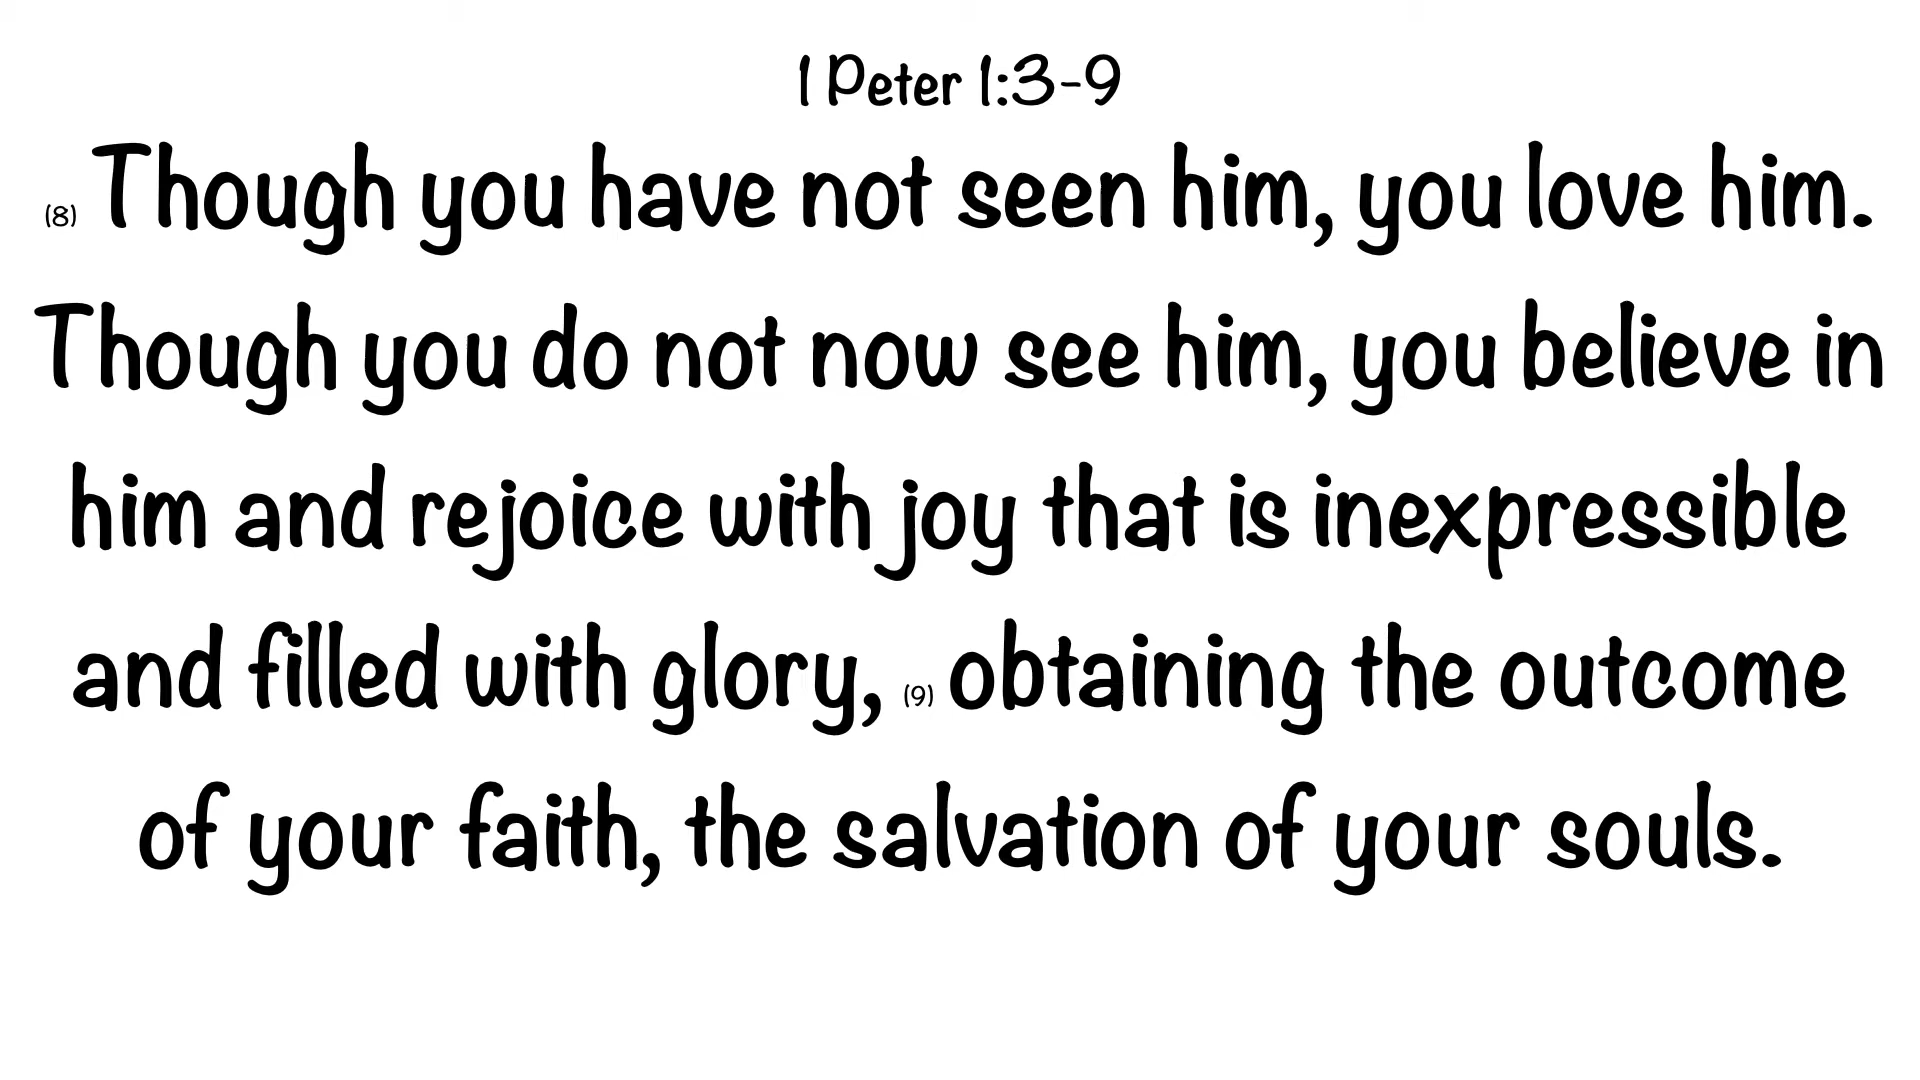 1 Peter 1:3-9
(8) Though you have not seen him, you love him.
Though you do not now see him, you believe in
him and rejoice with joy that is inexpressible
and filled with glory, (9) obtaining the outcome
of your faith, the salvation of your souls.